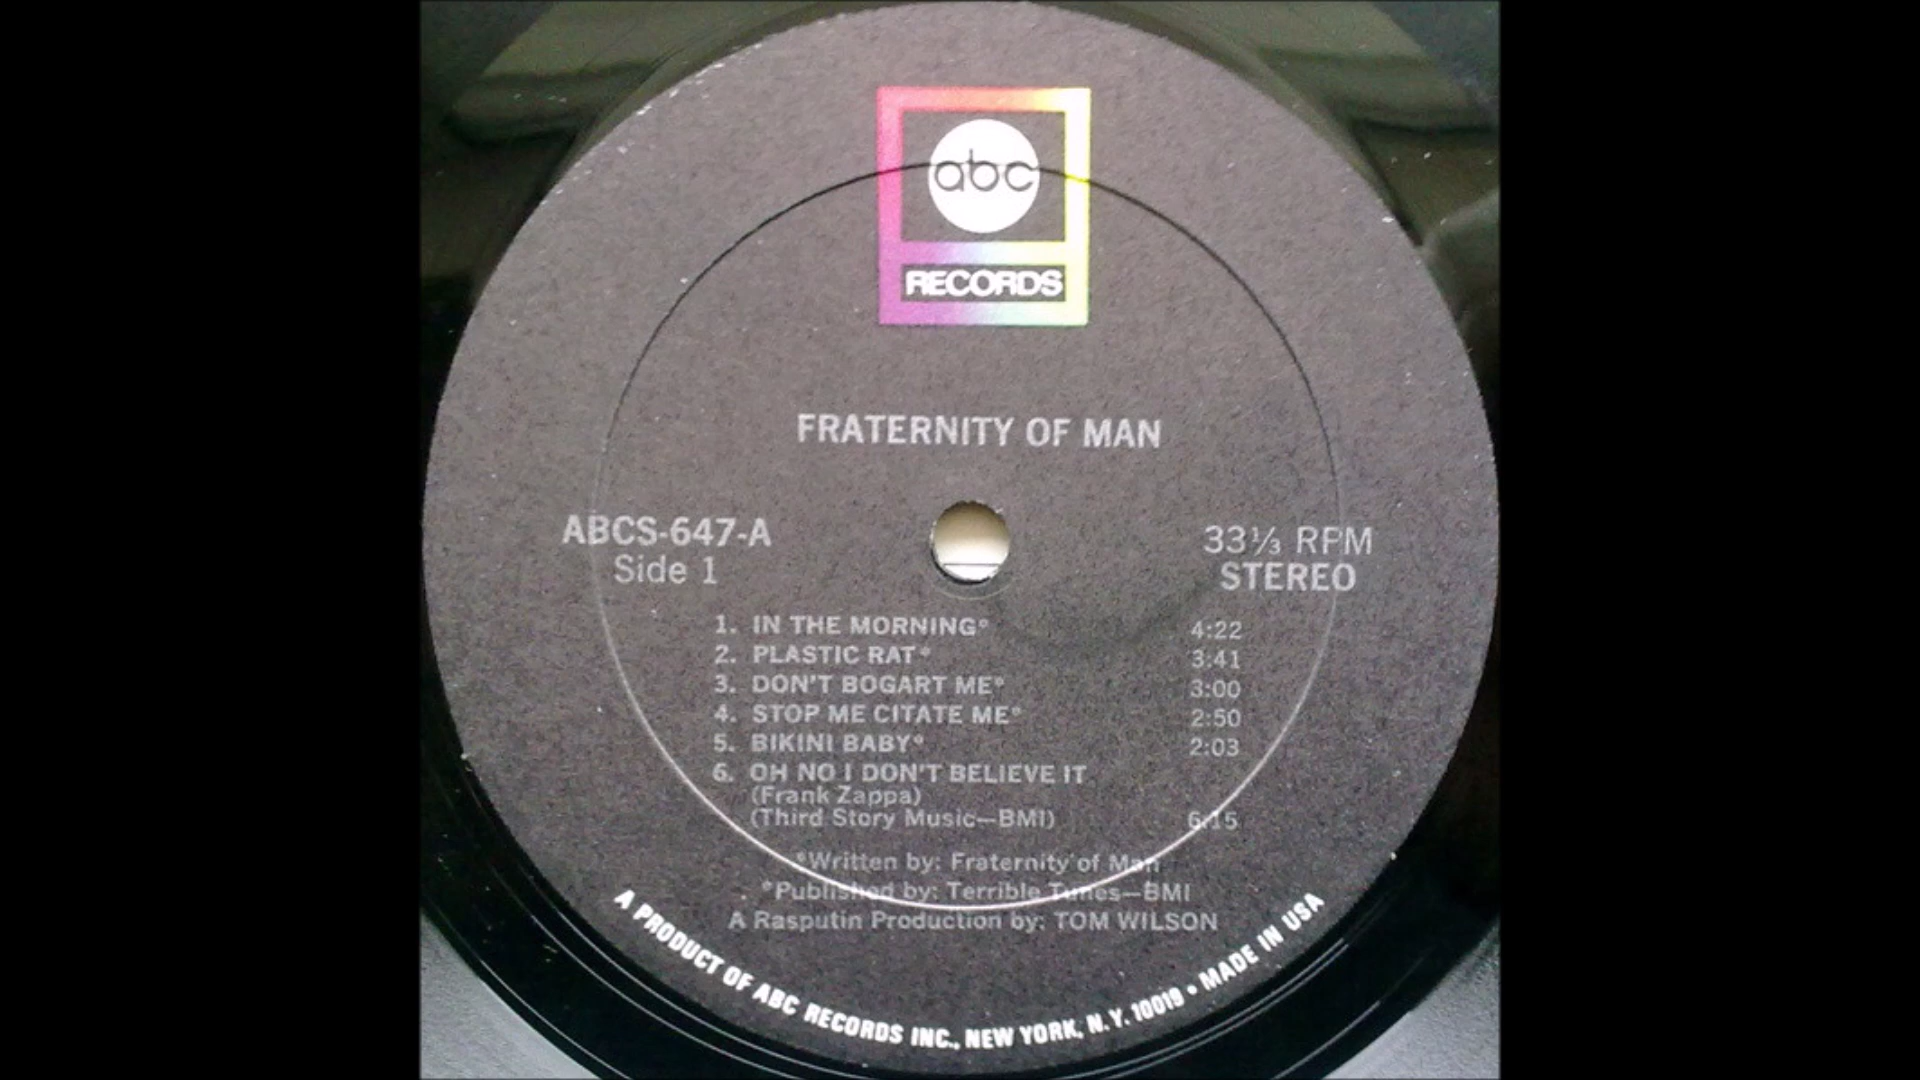 abc
RECORDS
FRATERNITY OF MAN
ABCS-647-A
Side 1
33⅓ RPM
STEREO
1. IN THE MORNING* 4:22
2. PLASTIC RAT* 3:41
3. DON'T BOGART ME* 3:00
4. STOP ME CITATE ME* 2:50
5. BIKINI BABY* 2:03
6. OH NO I DON'T BELIEVE IT
(Frank Zappa)
(Third Story Music—BMI) 6:15
*Written by: Fraternity of Man
*Published by: Terrible Tunes—BMI
A Rasputin Production by: TOM WILSON
A PRODUCT OF ABC RECORDS INC., NEW YORK, N.Y. 10019 • MADE IN USA